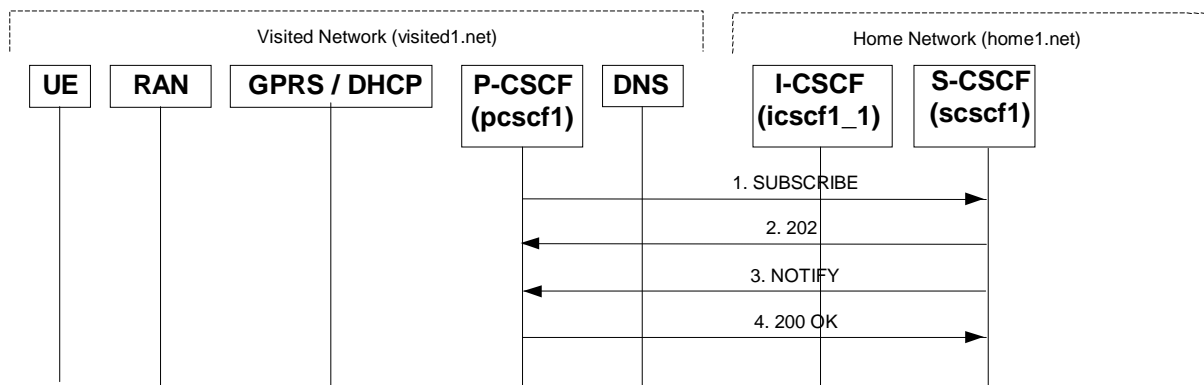 Visited Network (visited1.net)
Home Network (home1.net)
UE
RAN
GPRS / DHCP
P-CSCF
(pcscf1)
DNS
I-CSCF
(icscf1_1)
S-CSCF
(scscf1)
1. SUBSCRIBE
2. 202
3. NOTIFY
4. 200 OK